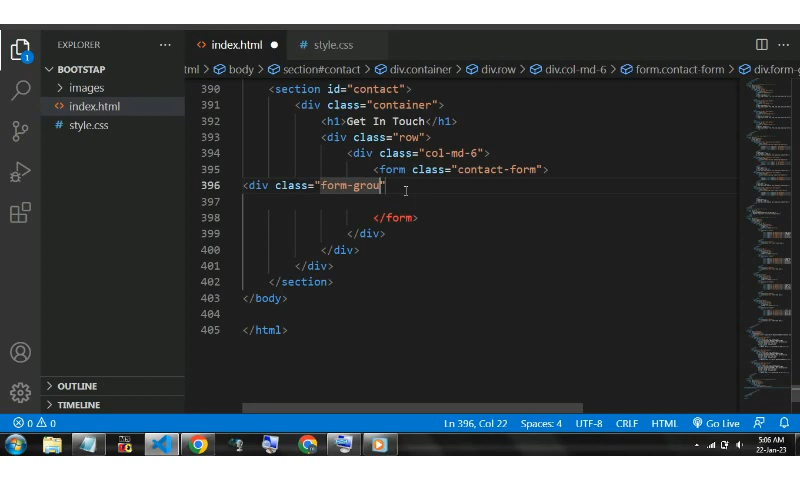 EXPLORER
index.html
style.css
BOOTSTAP
images
index.html
style.css
OUTLINE
TIMELINE
tml > body > section#contact > div.container > div.row > div.col-md-6 > form.contact-form > div.form-g
390 <section id="contact">
391 <div class="container">
392 <h1>Get In Touch</h1>
393 <div class="row">
394 <div class="col-md-6">
395 <form class="contact-form">
396 <div class="form-grou"
397
398 </form>
399 </div>
400 </div>
401 </div>
402 </section>
403 </body>
404
405 </html>
0 0 Ln 396, Col 22 Spaces: 4 UTF-8 CRLF HTML Go Live
5:06 AM
22-Jan-23